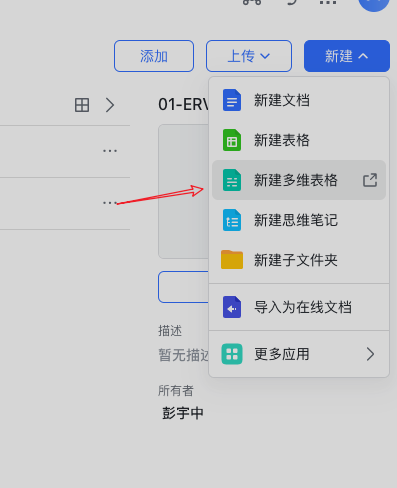 添加
上传
新建
01-ERV
新建文档
新建表格
新建多维表格
新建思维笔记
新建子文件夹
导入为在线文档
更多应用
描述
暂无描述
所有者
彭宇中